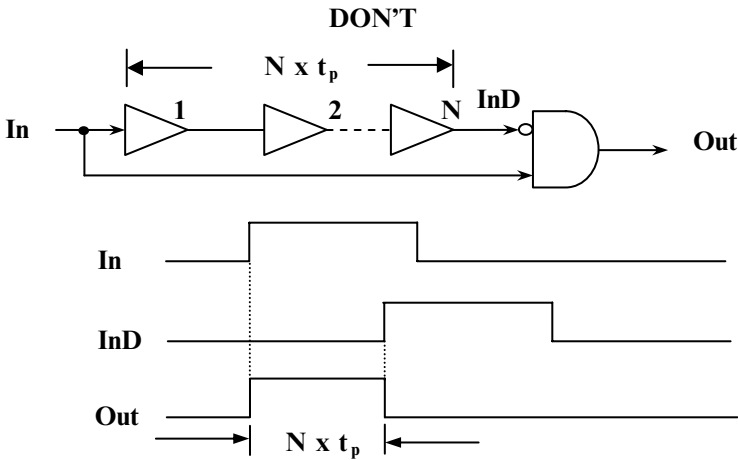 DON'T
N x tp
1 2 N InD
In Out
In
InD
Out
N x tp